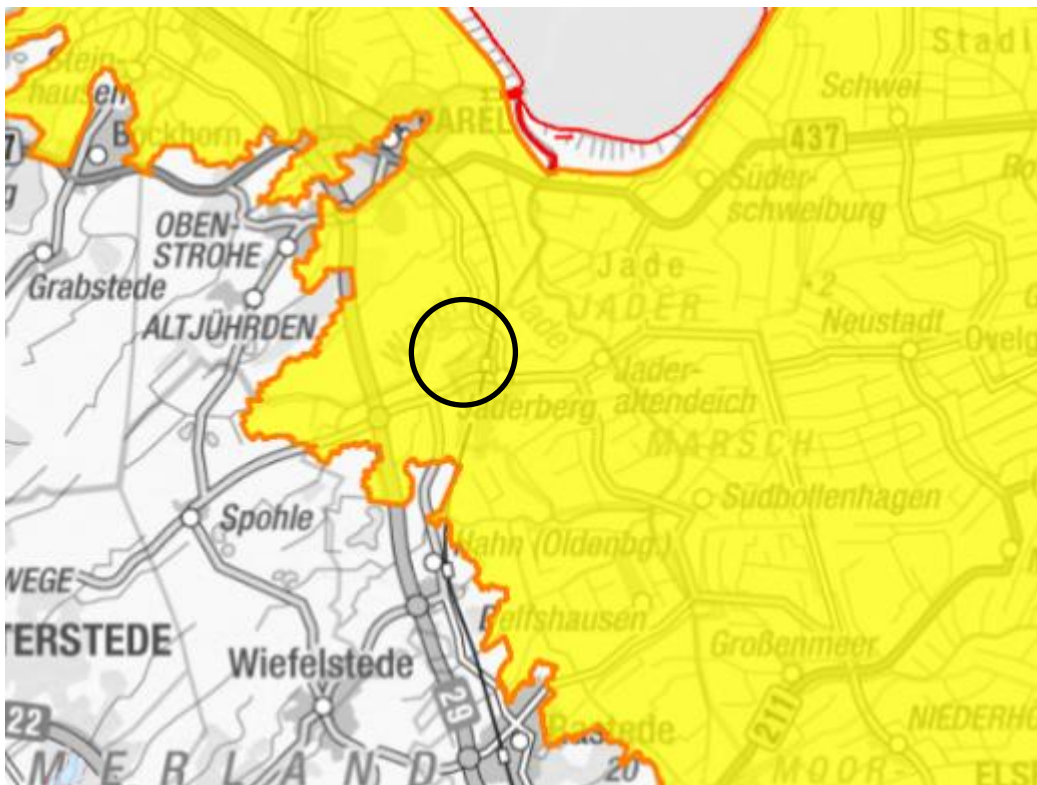 Stein-
hausen
Stadl
Schwei
VAREL
Bockhorn
437
OBEN-
STROHE
Süder-
schweiburg
Grabstede
Jade
JADER
2
ALTJÜHRDEN
Jade
Neustadt
Ovelg
Jader-
altendeich
Jaderberg
MARSCH
Spohle
Südbollenhagen
Hahn (Oldenbg.)
WEGE
Delfshausen
TERSTEDE
Großenmeer
Wiefelstede
29
22
211
Rastede
NIEDERHO
20
MERLAND
MOOR-
ELS